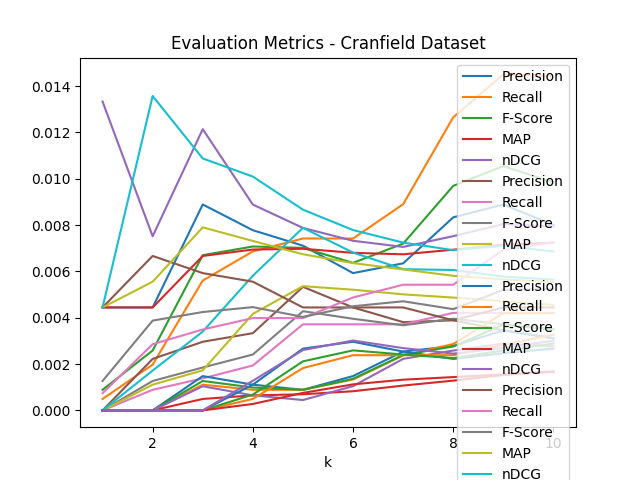 Evaluation Metrics - Cranfield Dataset
0.014
0.012
0.010
0.008
0.006
0.004
0.002
0.000
2
4
6
8
10
k
Precision
Recall
F-Score
MAP
nDCG
Precision
Recall
F-Score
MAP
nDCG
Precision
Recall
F-Score
MAP
nDCG
Precision
Recall
F-Score
MAP
nDCG